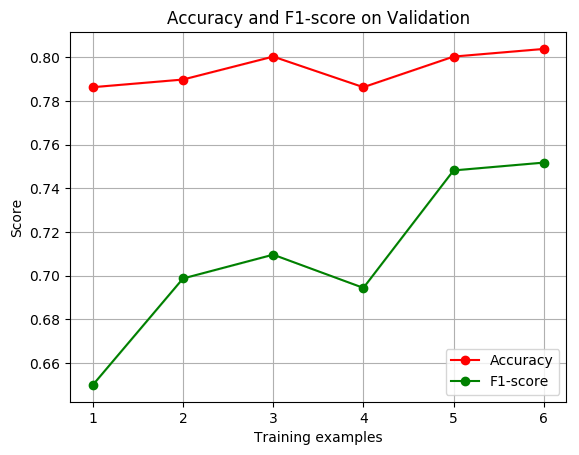 Accuracy and F1-score on Validation
0.80
0.78
0.76
0.74
0.72
0.70
0.68
0.66
Score
Accuracy
F1-score
1 2 3 4 5 6
Training examples